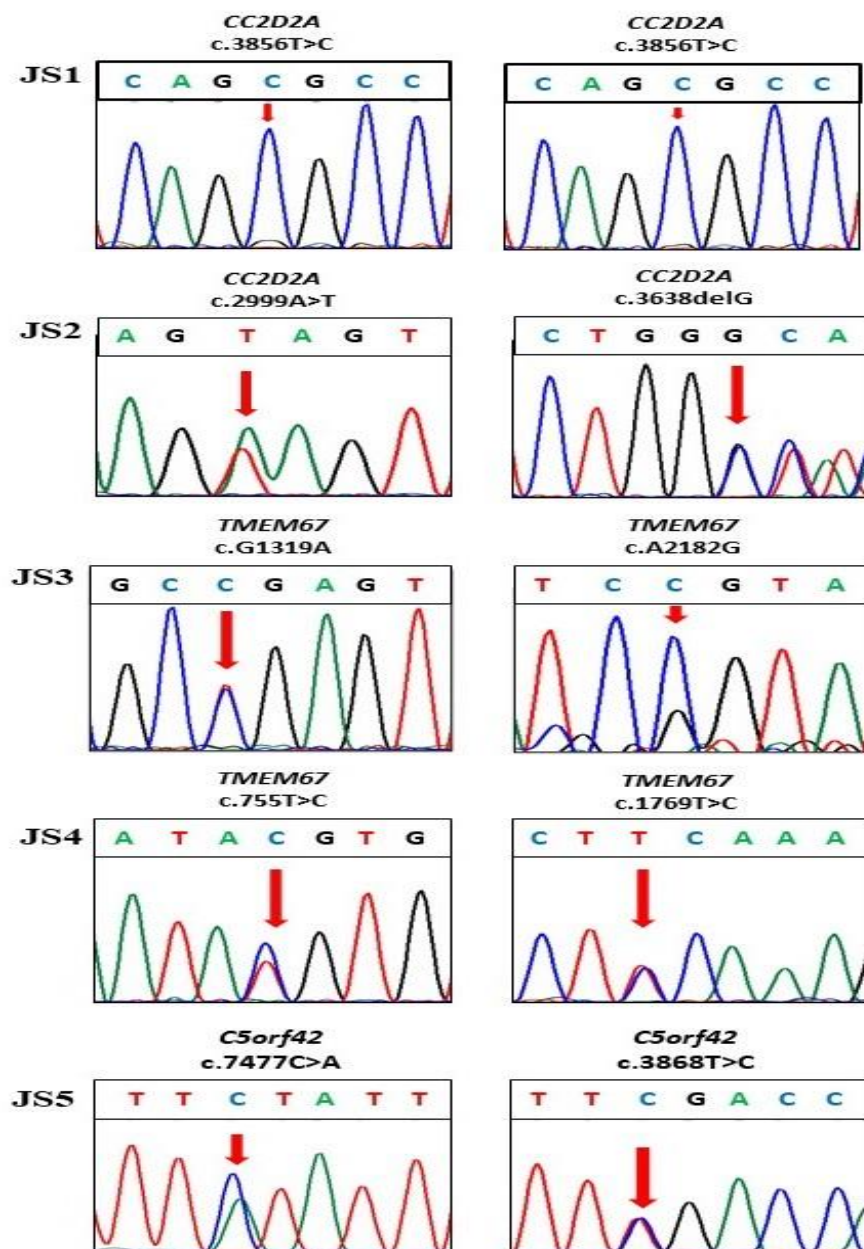 CC2D2A
c.3856T>C
CC2D2A
c.3856T>C
JS1
C A G C G C C
C A G C G C C
CC2D2A
c.2999A>T
CC2D2A
c.3638delG
JS2
A G T A G T
C T G G G C A
TMEM67
c.G1319A
TMEM67
c.A2182G
JS3
G C C G A G T
T C C G T A
TMEM67
c.755T>C
TMEM67
c.1769T>C
JS4
A T A C G T G
C T T C A A A
C5orf42
c.7477C>A
C5orf42
c.3868T>C
JS5
T T C T A T T
T T C G A C C